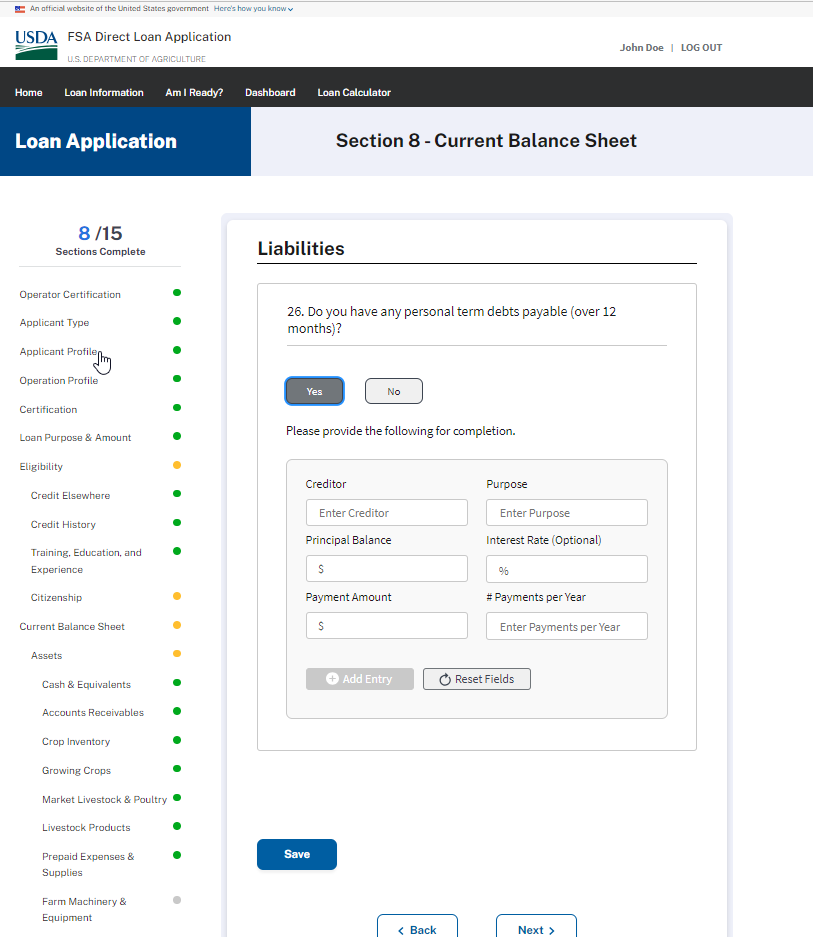 An official website of the United States government Here's how you know
USDA
FSA Direct Loan Application
U.S. DEPARTMENT OF AGRICULTURE
John Doe | LOG OUT
Home Loan Information Am I Ready? Dashboard Loan Calculator
Loan Application
Section 8 - Current Balance Sheet
8 /15
Sections Complete
Operator Certification
Applicant Type
Applicant Profile
Operation Profile
Certification
Loan Purpose & Amount
Eligibility
Credit Elsewhere
Credit History
Training, Education, and
Experience
Citizenship
Current Balance Sheet
Assets
Cash & Equivalents
Accounts Receivables
Crop Inventory
Growing Crops
Market Livestock & Poultry
Livestock Products
Prepaid Expenses &
Supplies
Farm Machinery &
Equipment
Liabilities
26. Do you have any personal term debts payable (over 12
months)?
Yes No
Please provide the following for completion.
Creditor Purpose
Enter Creditor Enter Purpose
Principal Balance Interest Rate (Optional)
$ %
Payment Amount # Payments per Year
$ Enter Payments per Year
Add Entry Reset Fields
Save
Back Next